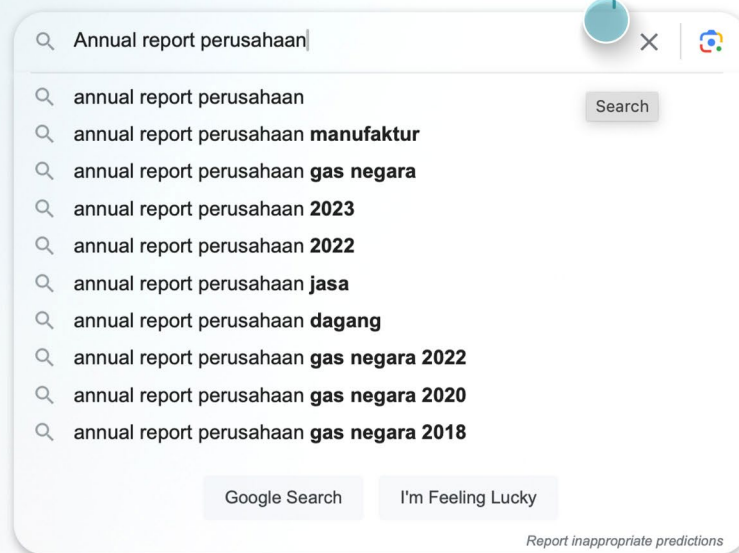 Annual report perusahaan
annual report perusahaan
Search
annual report perusahaan manufaktur
annual report perusahaan gas negara
annual report perusahaan 2023
annual report perusahaan 2022
annual report perusahaan jasa
annual report perusahaan dagang
annual report perusahaan gas negara 2022
annual report perusahaan gas negara 2020
annual report perusahaan gas negara 2018
Google Search
I'm Feeling Lucky
Report inappropriate predictions